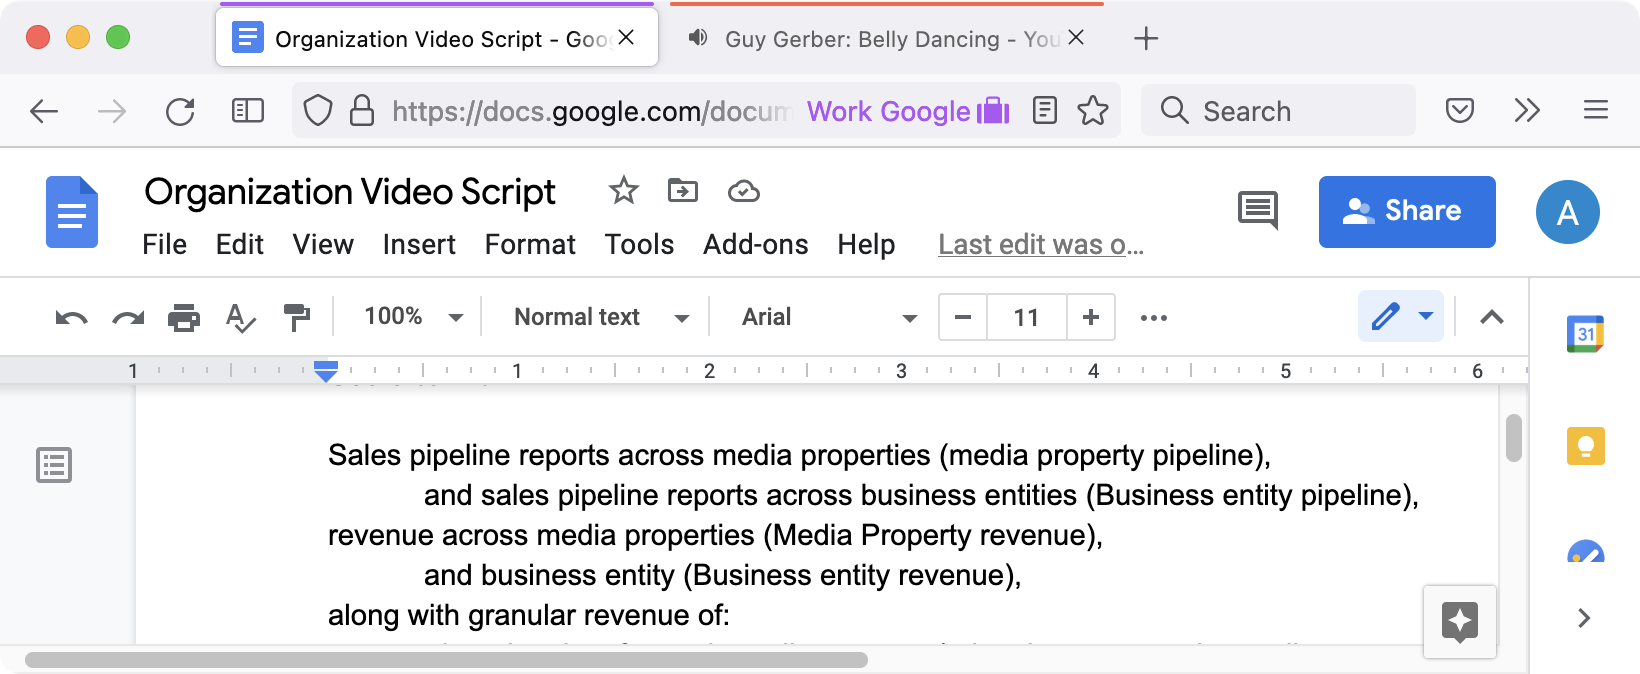 Organization Video Script - Goo
Guy Gerber: Belly Dancing - You
https://docs.google.com/docum
Work Google
Search
Organization Video Script
File Edit View Insert Format Tools Add-ons Help Last edit was o...
Share
A
100% Normal text Arial 11
31
1 1 2 3 4 5 6
Sales pipeline reports across media properties (media property pipeline),
and sales pipeline reports across business entities (Business entity pipeline),
revenue across media properties (Media Property revenue),
and business entity (Business entity revenue),
along with granular revenue of: